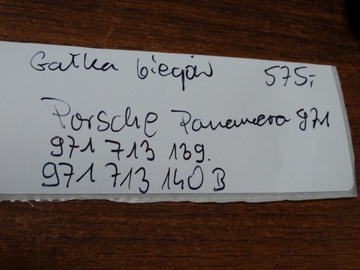 Gałka biegów 575,-
Porsche Panamera 971
971 713 139.
971 713 140 B